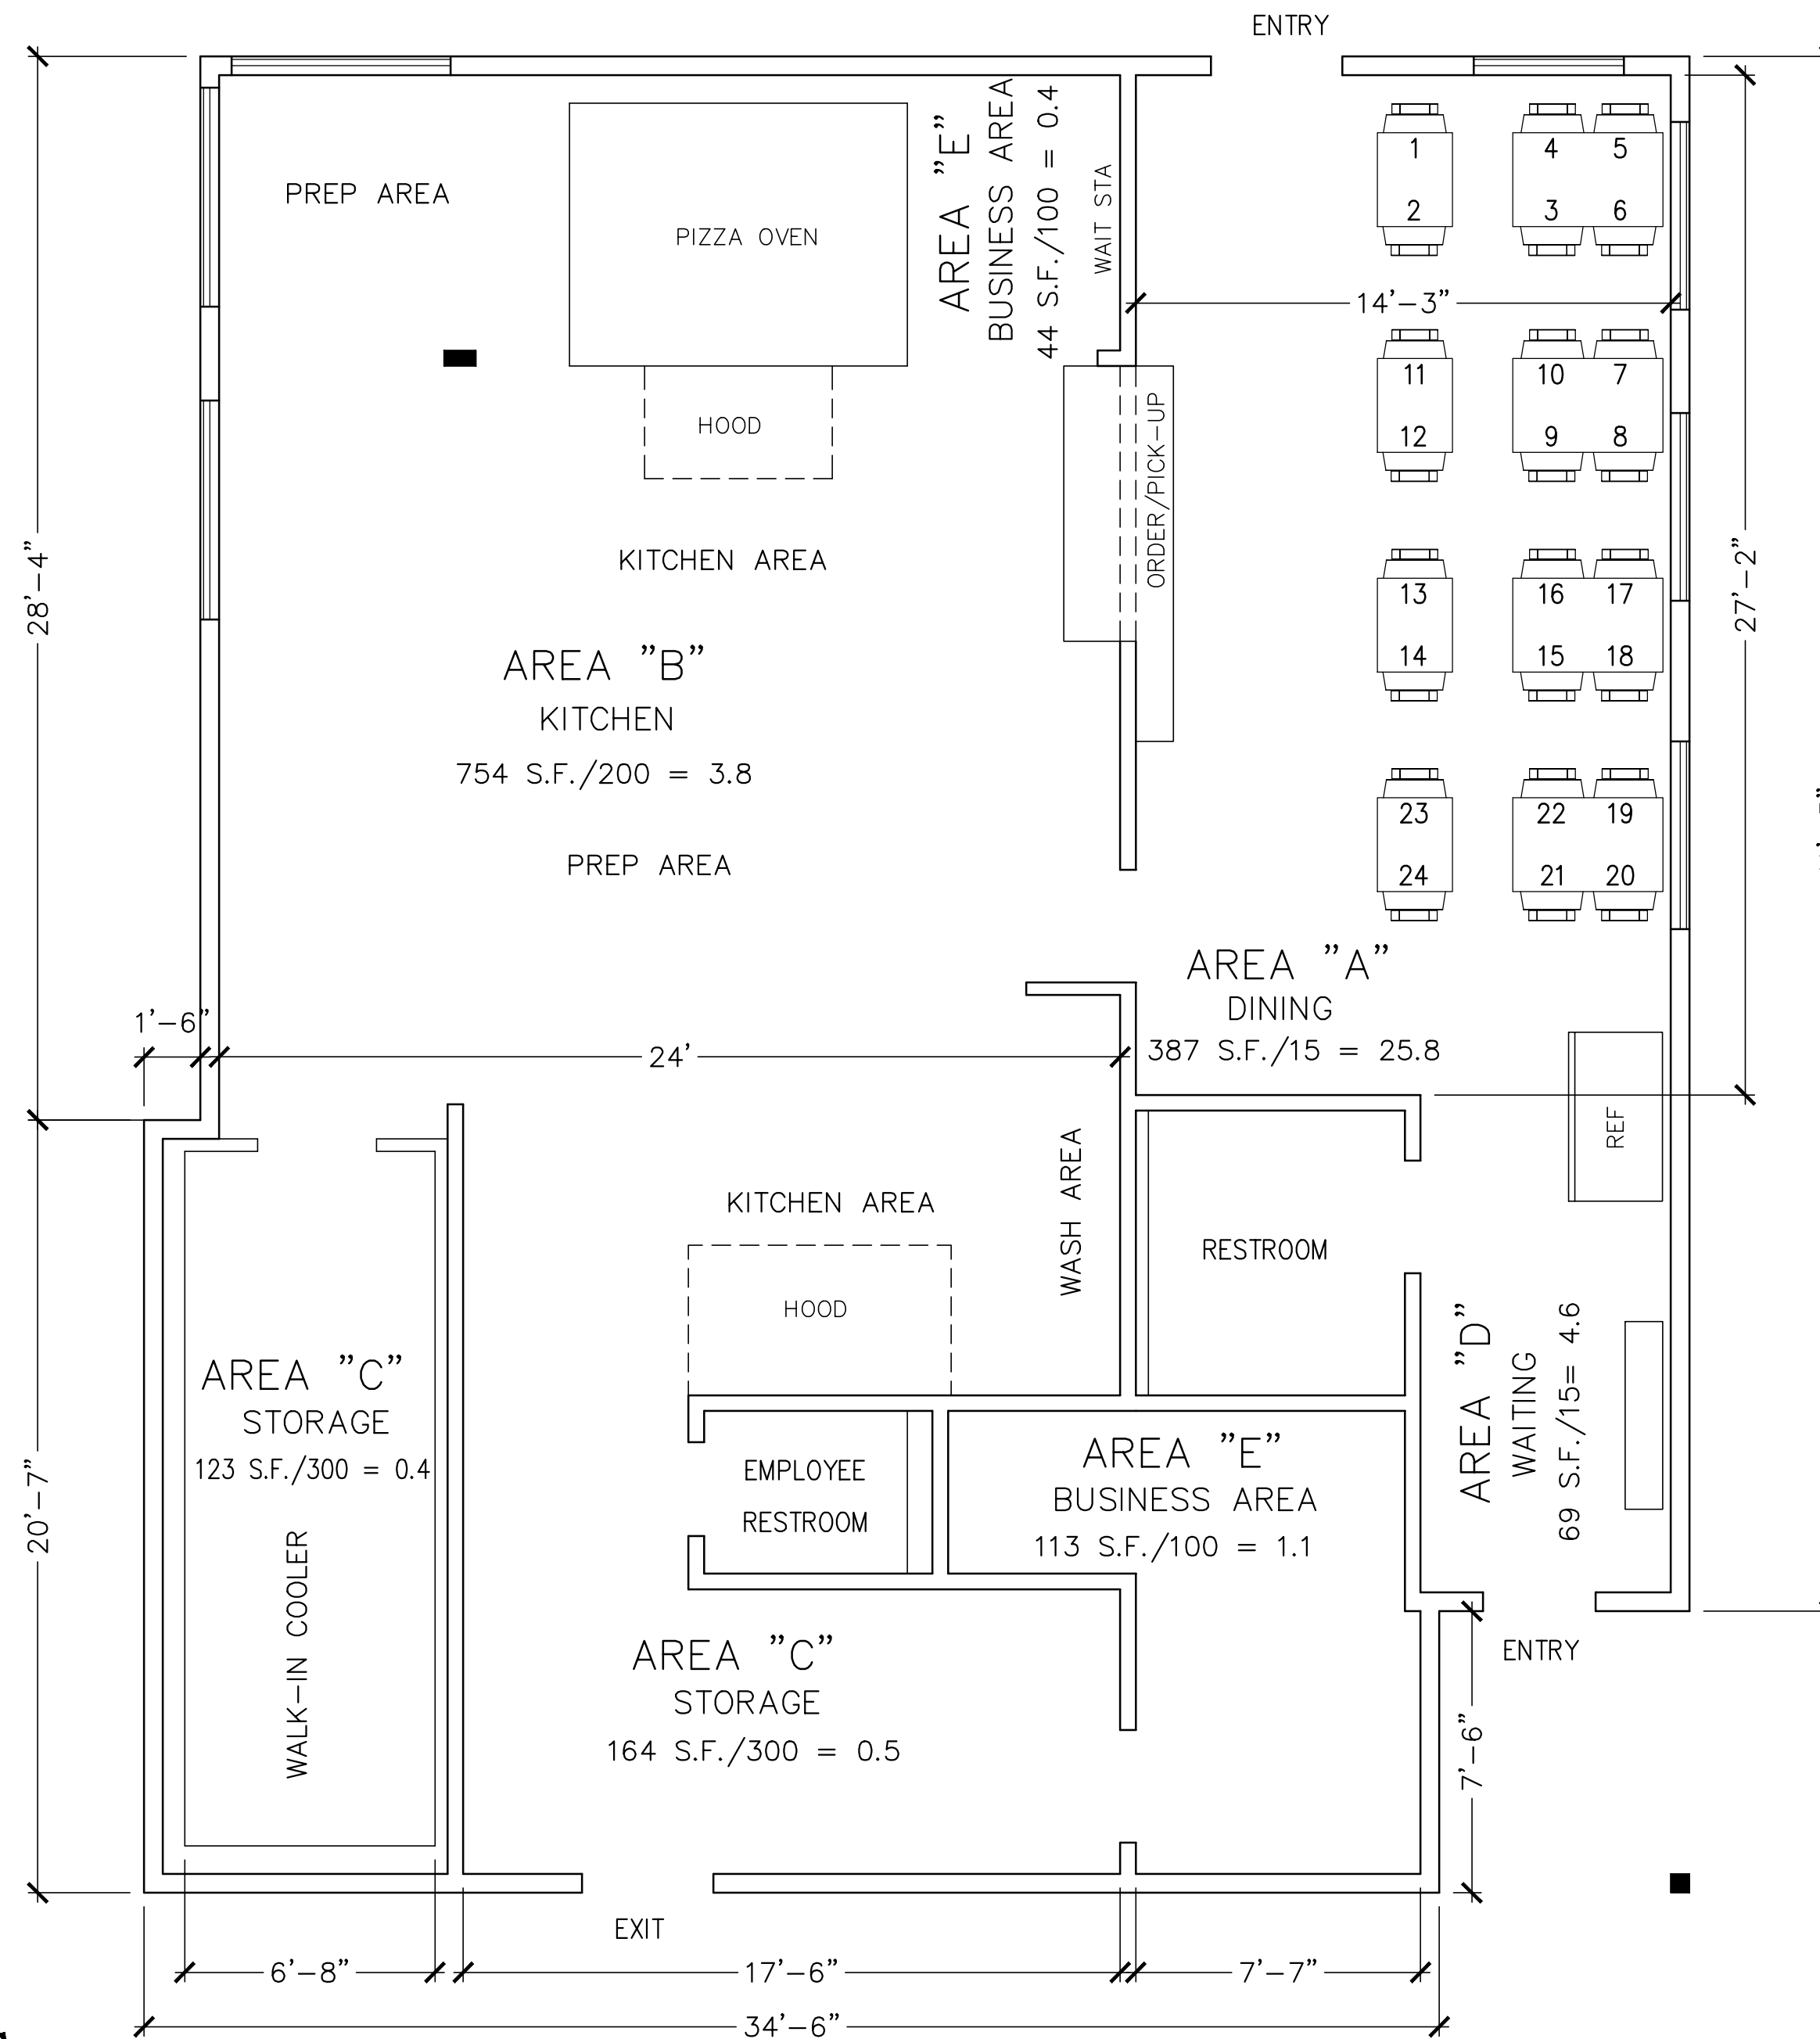 ENTRY
AREA "E"
BUSINESS AREA
44 S.F./100 = 0.4
WAIT STA
PREP AREA
PIZZA OVEN
1
4
5
2
3
6
14'-3"
11
10
7
12
9
8
HOOD
ORDER/PICK-UP
28'-4"
27'-2"
KITCHEN AREA
13
16
17
14
15
18
AREA "B"
KITCHEN
754 S.F./200 = 3.8
23
22
19
24
21
20
PREP AREA
AREA "A"
DINING
387 S.F./15 = 25.8
1'-6"
24'
REF
WASH AREA
KITCHEN AREA
RESTROOM
HOOD
AREA "D"
WAITING
69 S.F./15= 4.6
AREA "C"
STORAGE
123 S.F./300 = 0.4
WALK-IN COOLER
20'-7"
EMPLOYEE
RESTROOM
AREA "E"
BUSINESS AREA
113 S.F./100 = 1.1
AREA "C"
STORAGE
164 S.F./300 = 0.5
ENTRY
7'-6"
EXIT
6'-8"
17'-6"
7'-7"
34'-6"